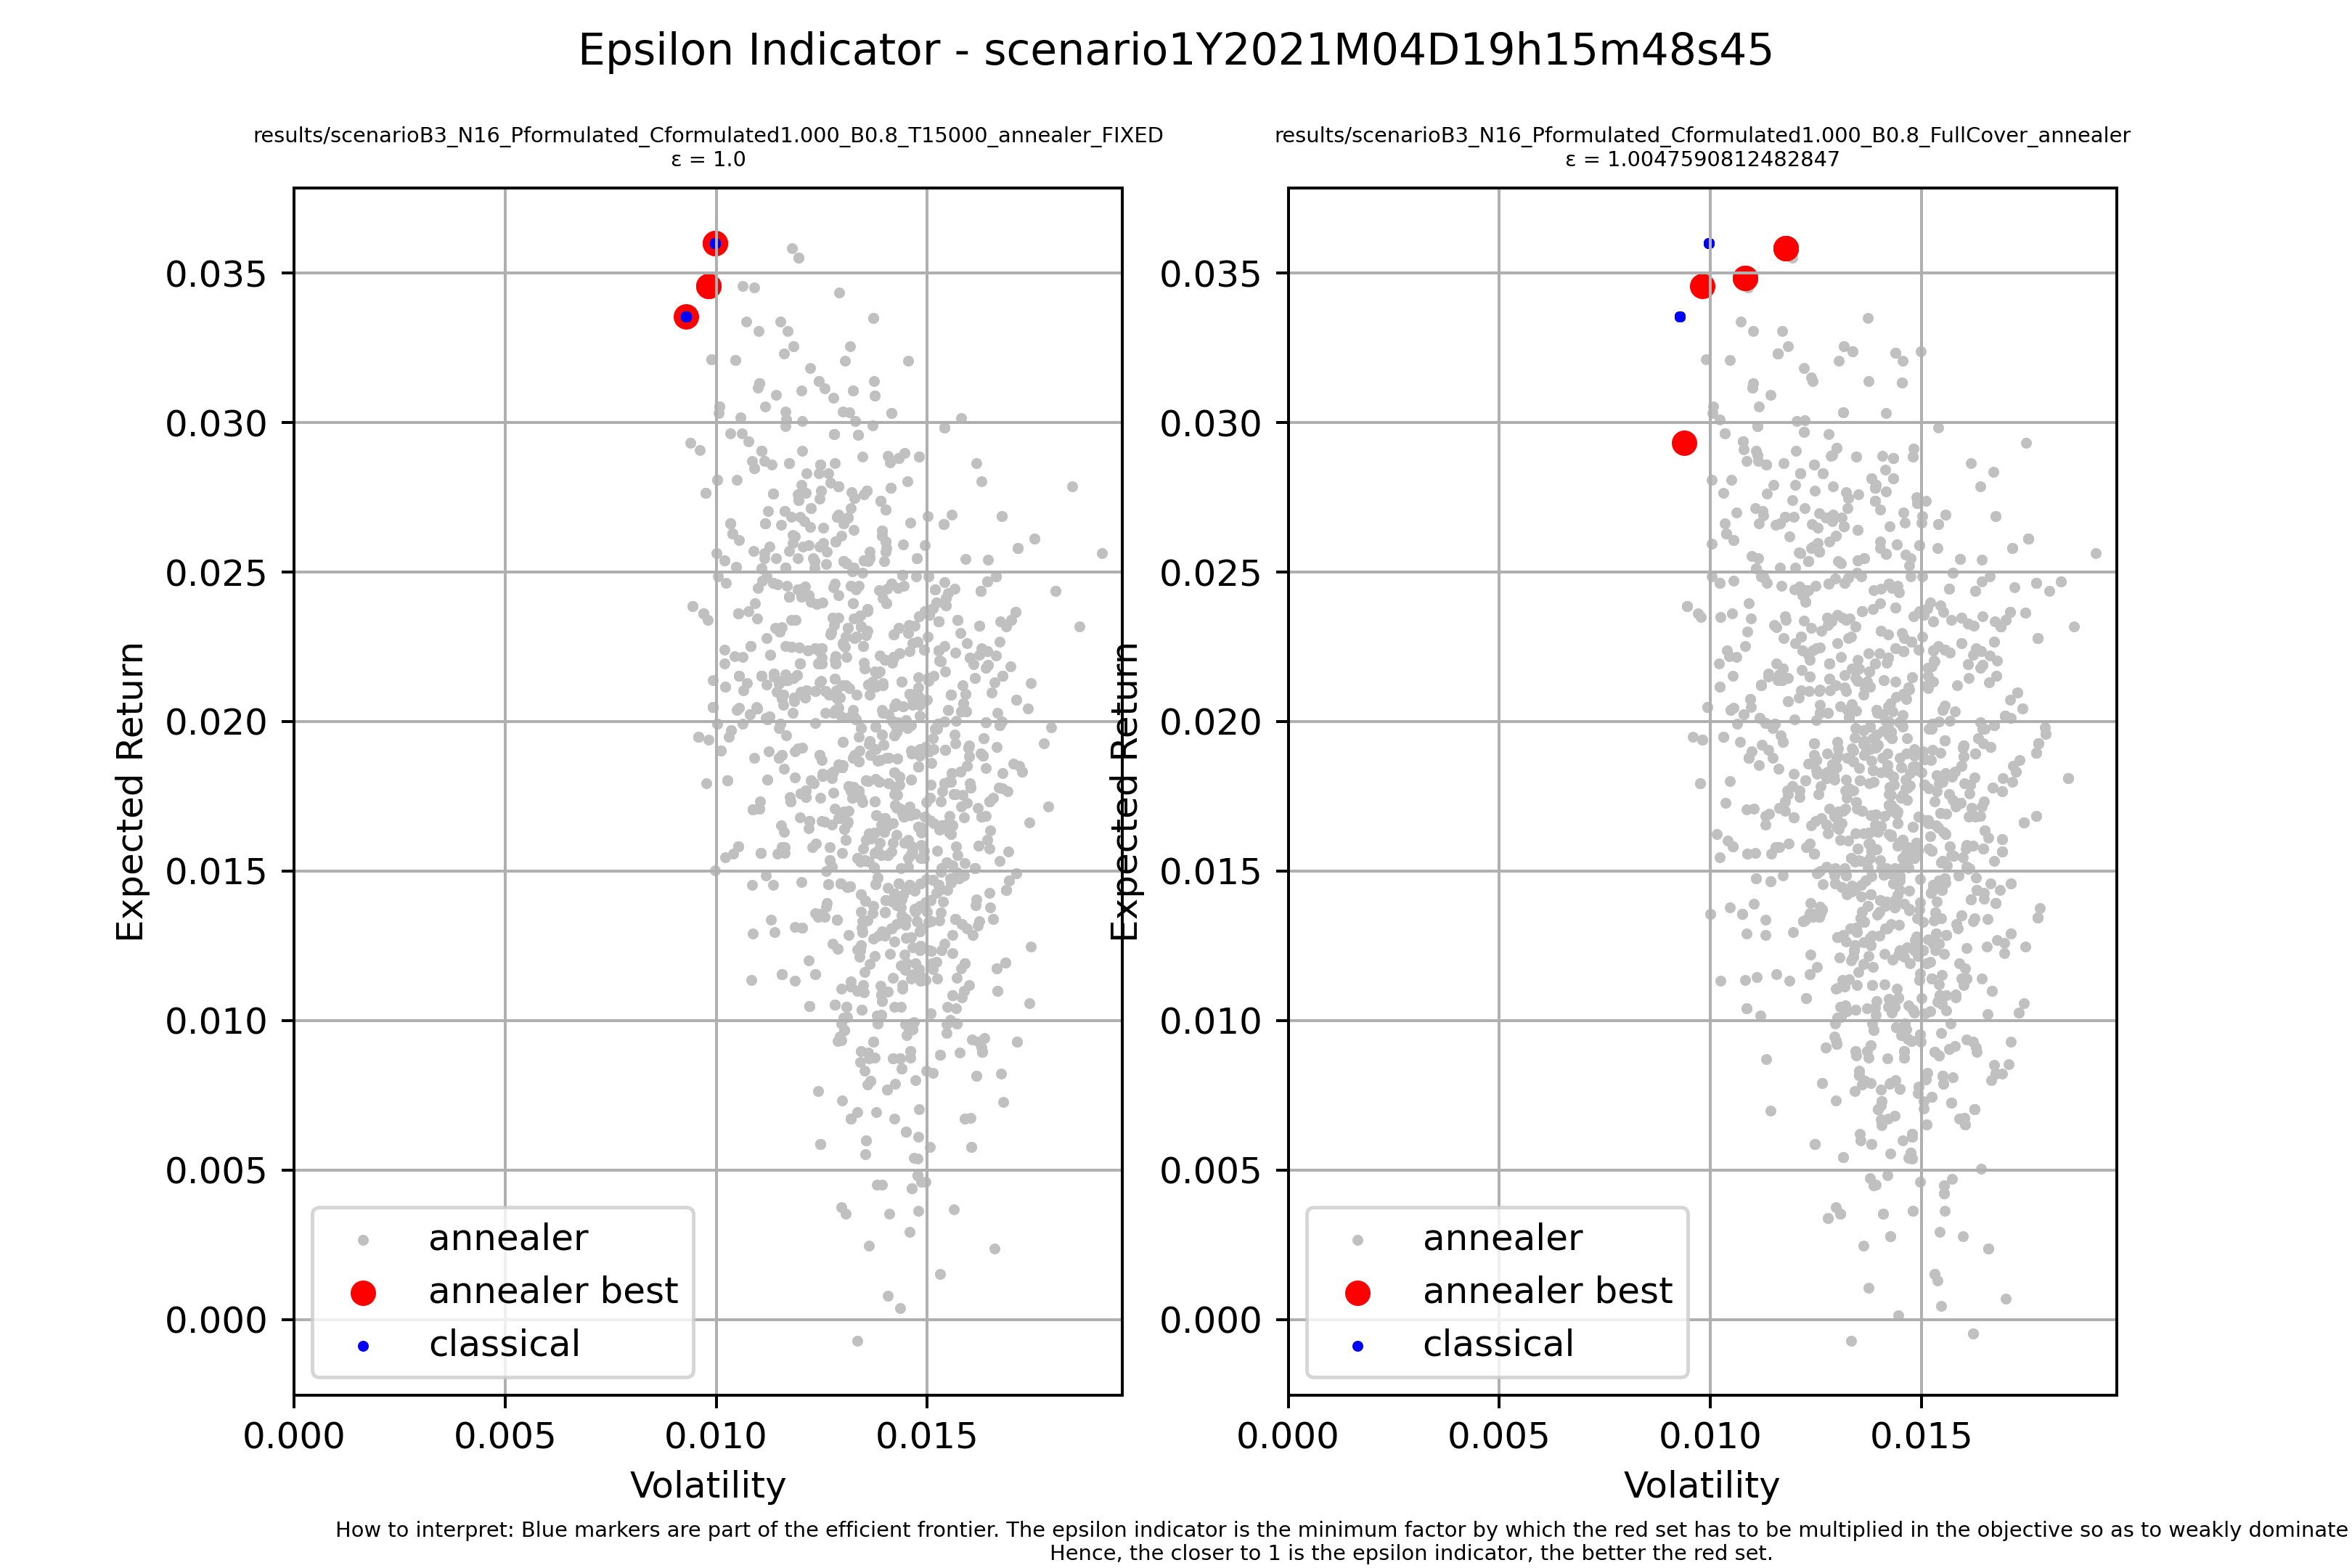 Epsilon Indicator - scenario1Y2021M04D19h15m48s45
results/scenarioB3_N16_Pformulated_Cformulated1.000_B0.8_T15000_annealer_FIXED
ε = 1.0
0.035
0.030
0.025
0.020
0.015
0.010
0.005
0.000
Expected Return
annealer
annealer best
classical
0.000 0.005 0.010 0.015
Volatility
results/scenarioB3_N16_Pformulated_Cformulated1.000_B0.8_FullCover_annealer
ε = 1.0047590812482847
0.035
0.030
0.025
0.020
0.015
0.010
0.005
0.000
Expected Return
annealer
annealer best
classical
0.000 0.005 0.010 0.015
Volatility
How to interpret: Blue markers are part of the efficient frontier. The epsilon indicator is the minimum factor by which the red set has to be multiplied in the objective so as to weakly dominate
Hence, the closer to 1 is the epsilon indicator, the better the red set.